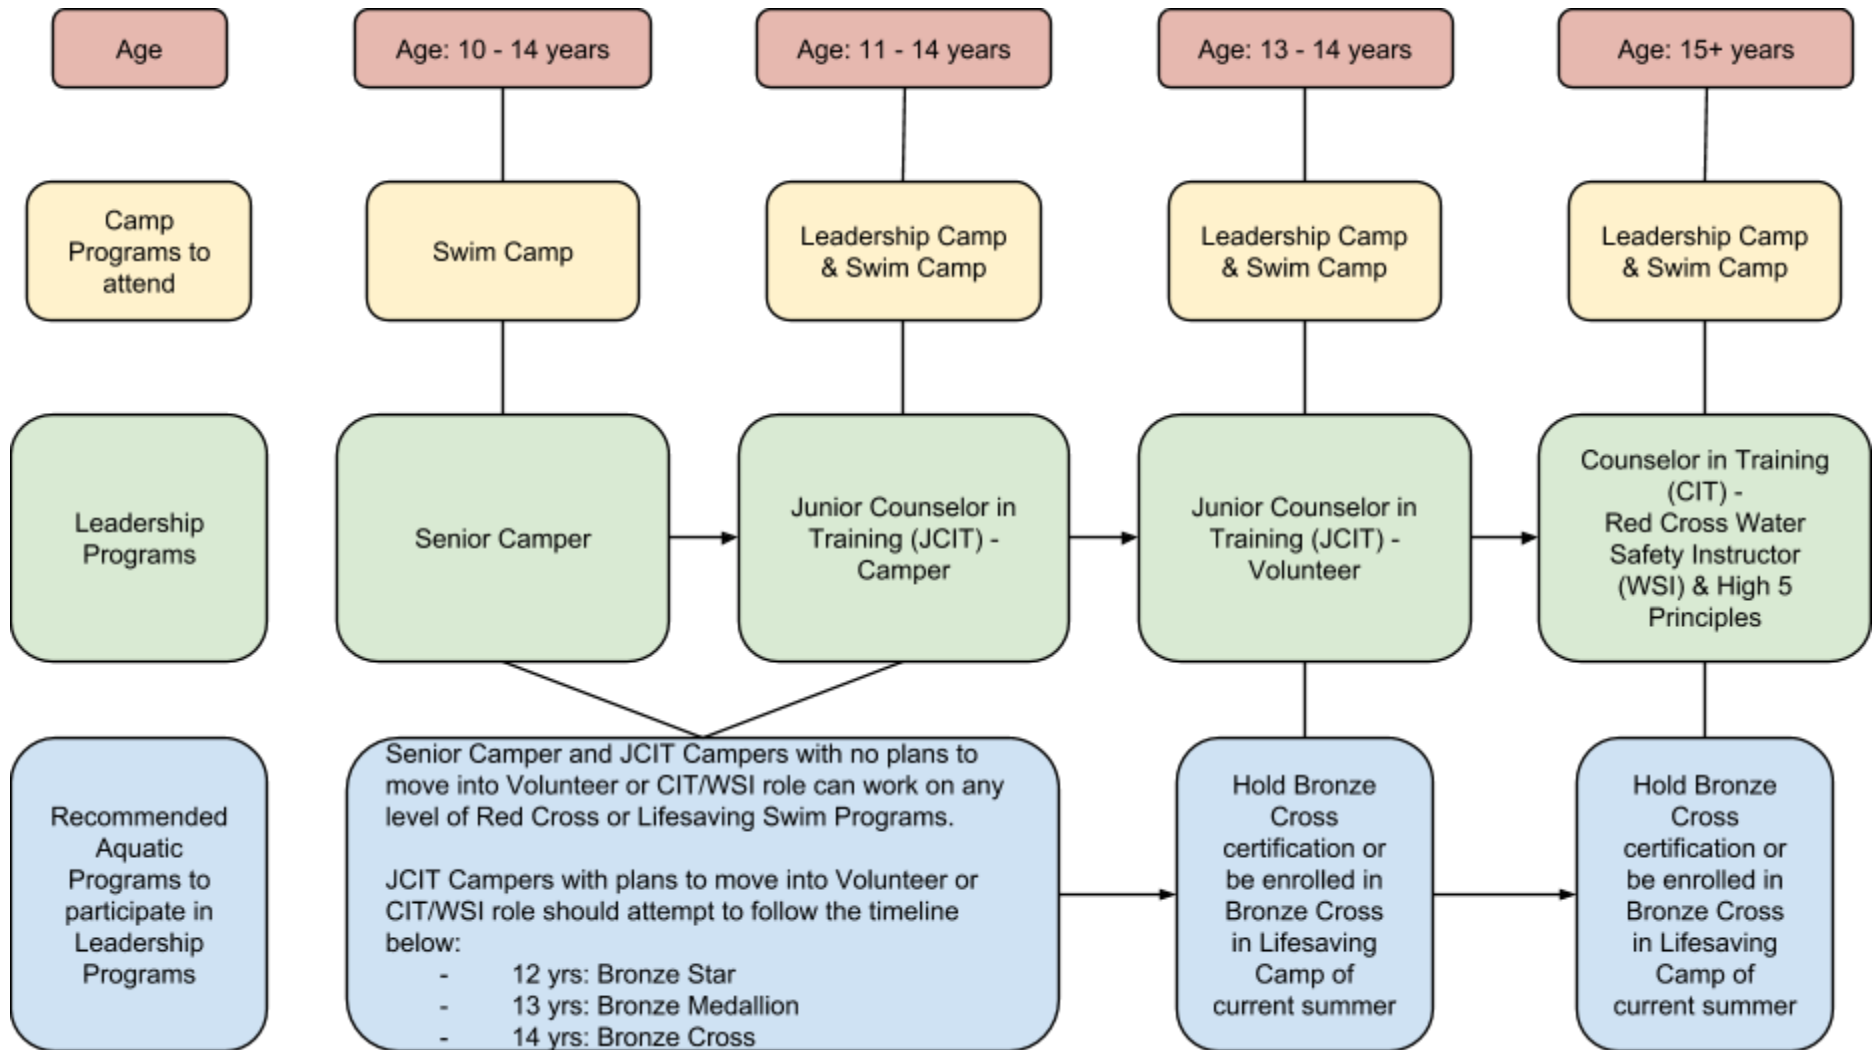 Age
Age: 10 - 14 years
Age: 11 - 14 years
Age: 13 - 14 years
Age: 15+ years
Camp
Programs to
attend
Swim Camp
Leadership Camp
& Swim Camp
Leadership Camp
& Swim Camp
Leadership Camp
& Swim Camp
Leadership
Programs
Senior Camper
Junior Counselor in
Training (JCIT) -
Camper
Junior Counselor in
Training (JCIT) -
Volunteer
Counselor in Training
(CIT) -
Red Cross Water
Safety Instructor
(WSI) & High 5
Principles
Recommended
Aquatic
Programs to
participate in
Leadership
Programs
Senior Camper and JCIT Campers with no plans to
move into Volunteer or CIT/WSI role can work on any
level of Red Cross or Lifesaving Swim Programs.
JCIT Campers with plans to move into Volunteer or
CIT/WSI role should attempt to follow the timeline
below:
- 12 yrs: Bronze Star
- 13 yrs: Bronze Medallion
- 14 yrs: Bronze Cross
Hold Bronze
Cross
certification or
be enrolled in
Bronze Cross
in Lifesaving
Camp of
current summer
Hold Bronze
Cross
certification or
be enrolled in
Bronze Cross
in Lifesaving
Camp of
current summer